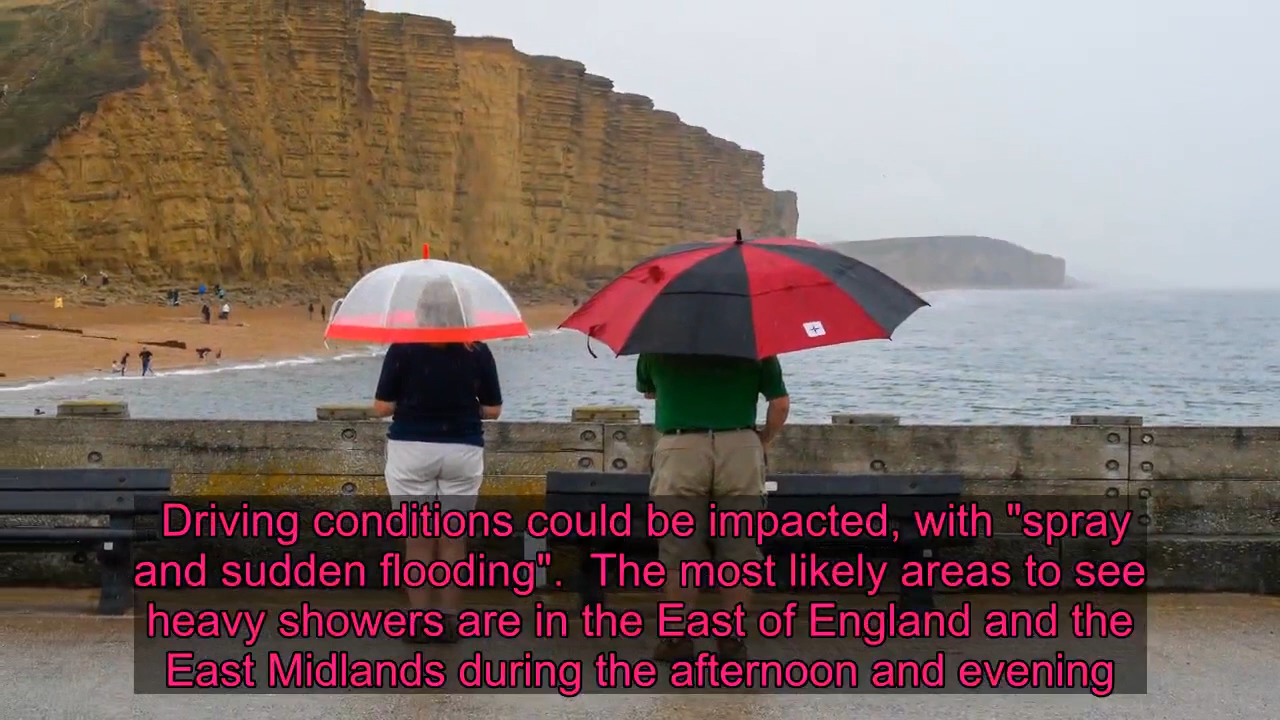 Driving conditions could be impacted, with "spray
and sudden flooding".  The most likely areas to see
heavy showers are in the East of England and the
East Midlands during the afternoon and evening